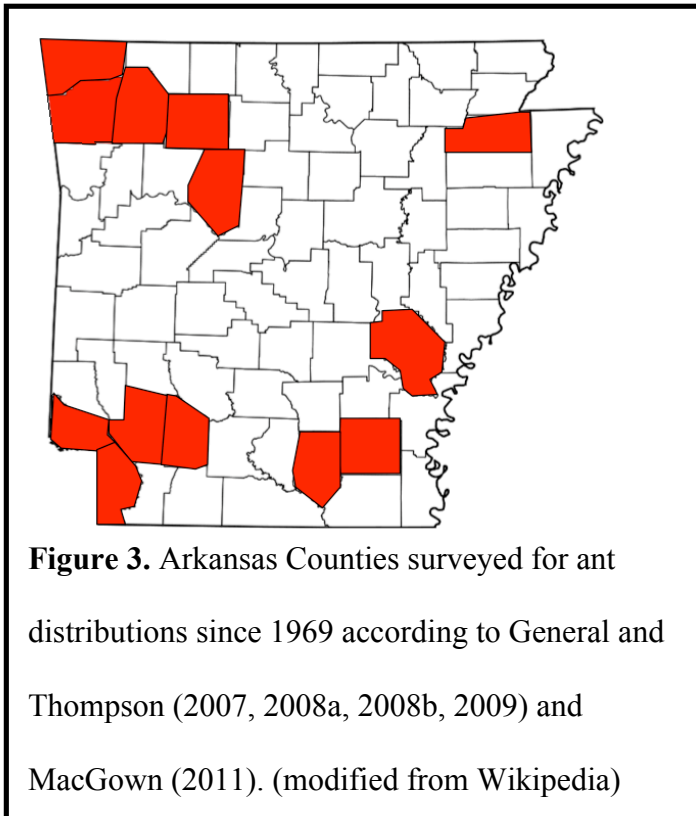 Figure 3. Arkansas Counties surveyed for ant
distributions since 1969 according to General and
Thompson (2007, 2008a, 2008b, 2009) and
MacGown (2011). (modified from Wikipedia)